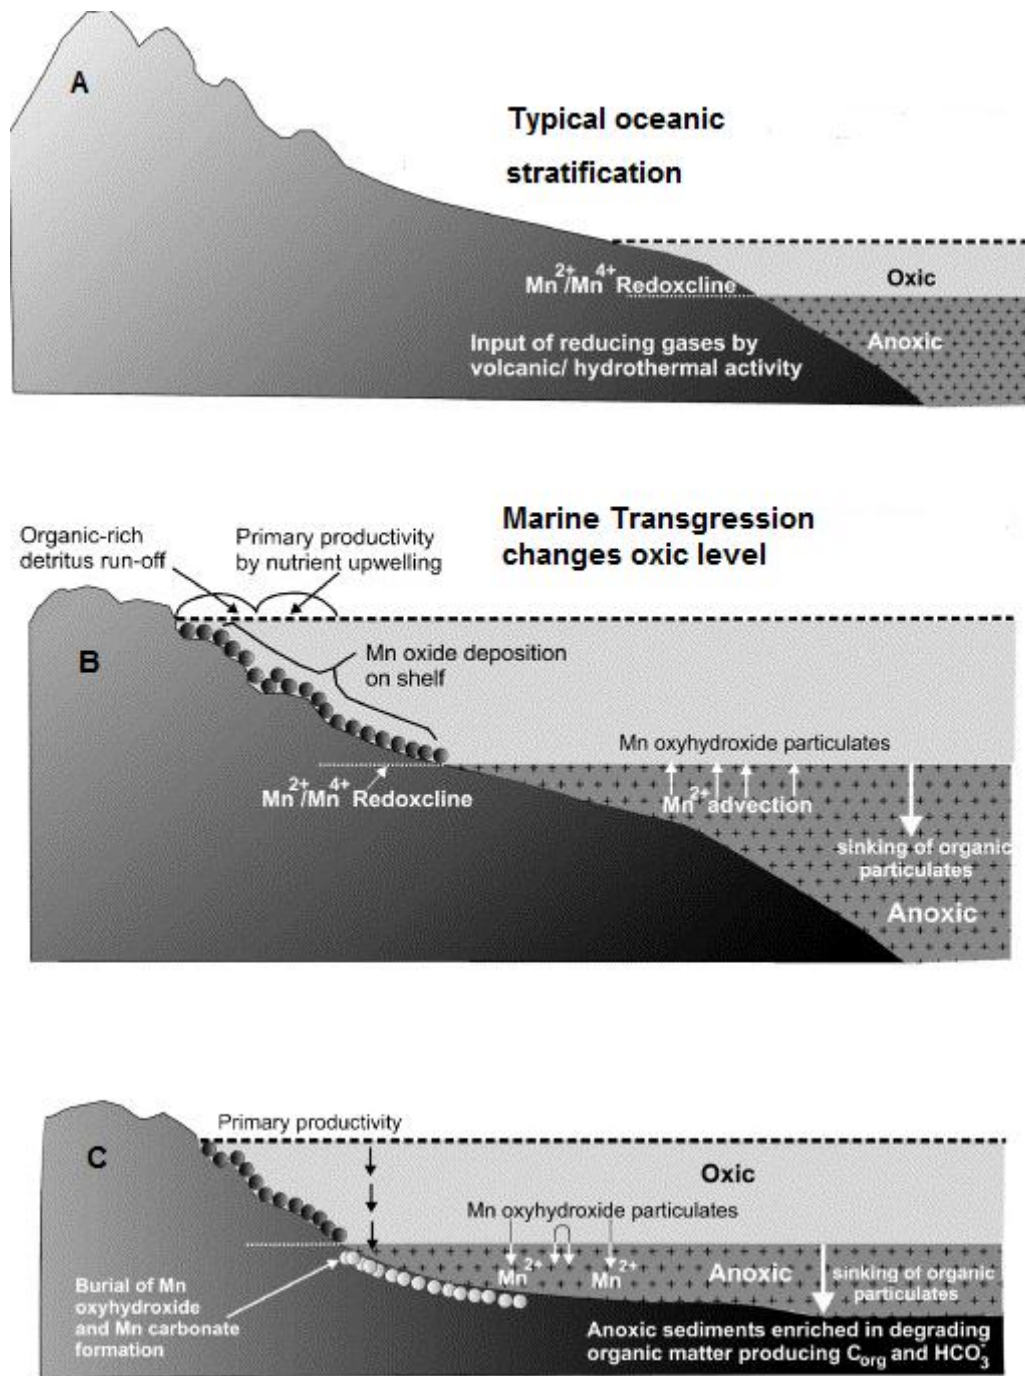 A
Typical oceanic
stratification
Mn2+/Mn4+ Redoxcline
Oxic
Input of reducing gases by
volcanic/ hydrothermal activity
Anoxic
Organic-rich
detritus run-off
Primary productivity
by nutrient upwelling
Marine Transgression
changes oxic level
B
Mn oxide deposition
on shelf
Mn oxyhydroxide particulates
Mn2+/Mn4+ Redoxcline
Mn2+ advection
sinking of organic
particulates
Anoxic
Primary productivity
C
Oxic
Mn oxyhydroxide particulates
Mn2+
Mn2+
Anoxic
sinking of organic
particulates
Burial of Mn
oxyhydroxide
and Mn carbonate
formation
Anoxic sediments enriched in degrading
organic matter producing Corg and HCO3-